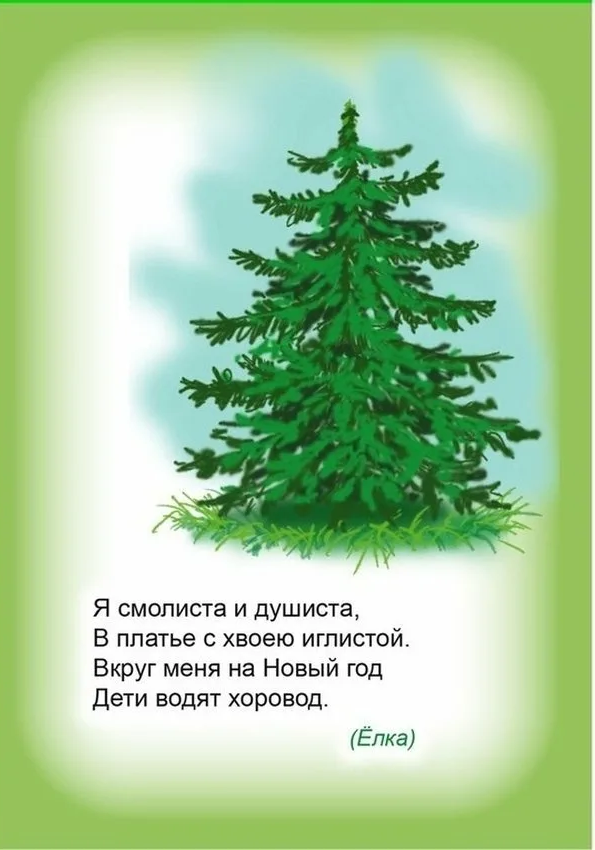 Я смолиста и душиста,
В платье с хвоею иглистой.
Вкруг меня на Новый год
Дети водят хоровод.
(Ёлка)